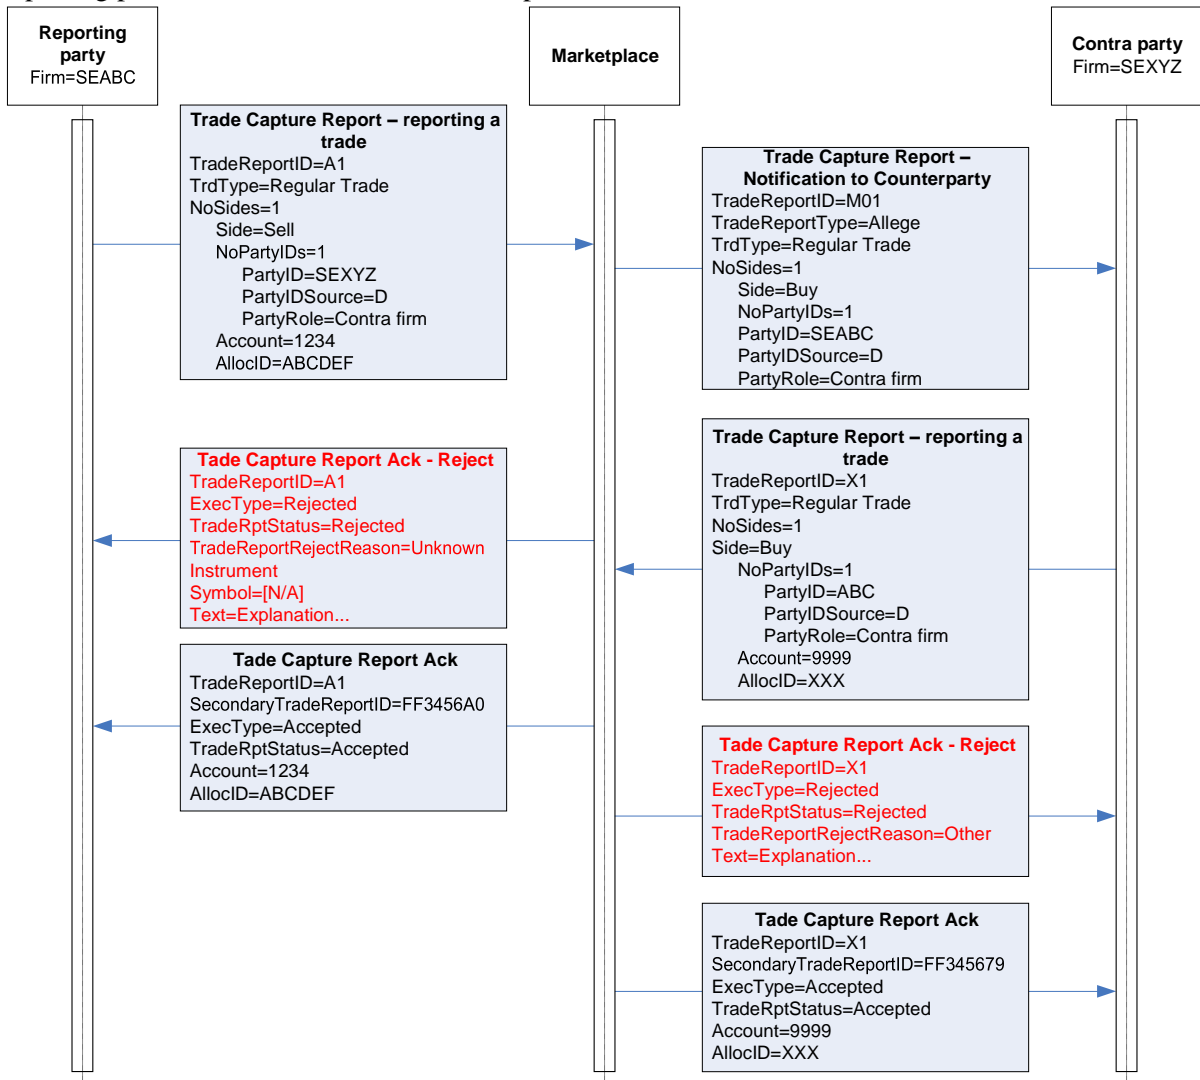 Reporting
party
Firm=SEABC
Marketplace
Contra party
Firm=SEXYZ
Trade Capture Report – reporting a
trade
TradeReportID=A1
TrdType=Regular Trade
NoSides=1
Side=Sell
NoPartyIDs=1
PartyID=SEXYZ
PartyIDSource=D
PartyRole=Contra firm
Account=1234
AllocID=ABCDEF
Trade Capture Report –
Notification to Counterparty
TradeReportID=M01
TradeReportType=Allege
TrdType=Regular Trade
NoSides=1
Side=Buy
NoPartyIDs=1
PartyID=SEABC
PartyIDSource=D
PartyRole=Contra firm
Trade Capture Report – reporting a
trade
TradeReportID=X1
TrdType=Regular Trade
NoSides=1
Side=Buy
NoPartyIDs=1
PartyID=ABC
PartyIDSource=D
PartyRole=Contra firm
Account=9999
AllocID=XXX
Tade Capture Report Ack - Reject
TradeReportID=A1
ExecType=Rejected
TradeRptStatus=Rejected
TradeReportRejectReason=Unknown
Instrument
Symbol=[N/A]
Text=Explanation...
Tade Capture Report Ack
TradeReportID=A1
SecondaryTradeReportID=FF3456A0
ExecType=Accepted
TradeRptStatus=Accepted
Account=1234
AllocID=ABCDEF
Tade Capture Report Ack - Reject
TradeReportID=X1
ExecType=Rejected
TradeRptStatus=Rejected
TradeReportRejectReason=Other
Text=Explanation...
Tade Capture Report Ack
TradeReportID=X1
SecondaryTradeReportID=FF345679
ExecType=Accepted
TradeRptStatus=Accepted
Account=9999
AllocID=XXX